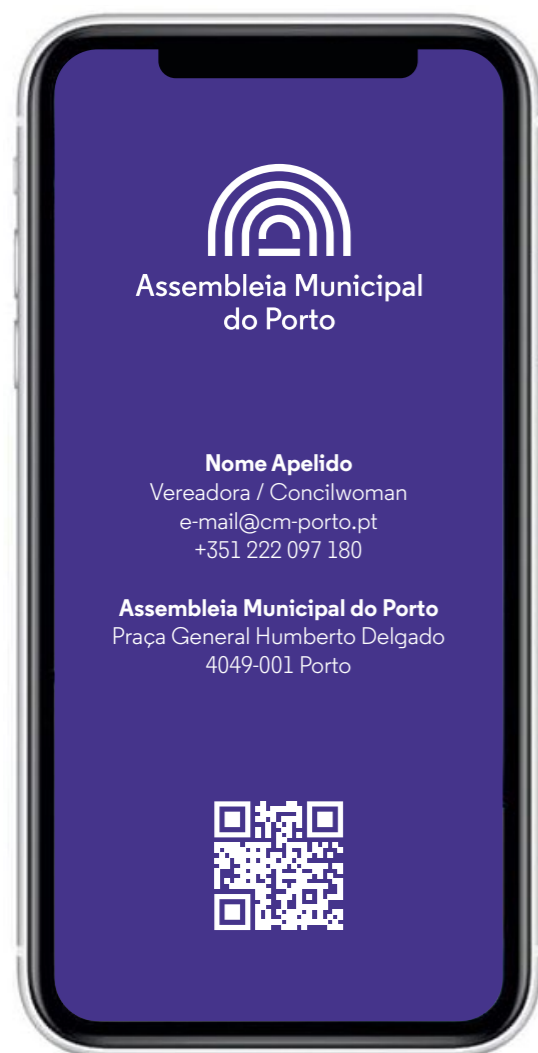 Assembleia Municipal
do Porto
Nome Apelido
Vereadora / Concilwoman
e-mail@cm-porto.pt
+351 222 097 180
Assembleia Municipal do Porto
Praça General Humberto Delgado
4049-001 Porto